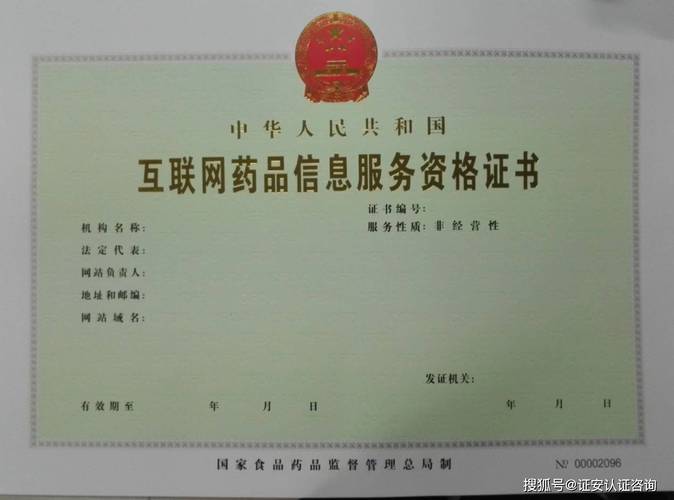 中华人民共和国
互联网药品信息服务资格证书
证书编号:
机构名称:
服务性质: 非经营性
法定代表:
网站负责人:
地址和邮编:
网站域名:
发证机关:
有效期至 年 月 日
年 月 日
国家食品药品监督管理总局制
№ 00002096
搜狐号@证安认证咨询